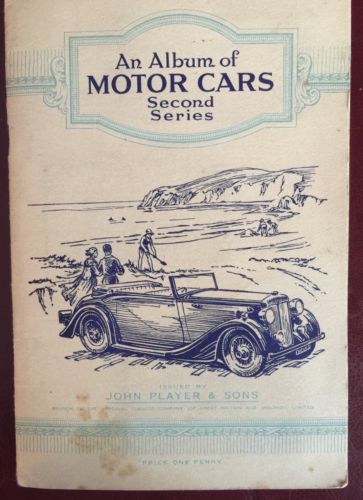 An Album of
MOTOR CARS
Second
Series
ISSUED BY
JOHN PLAYER & SONS
BRANCH OF THE IMPERIAL TOBACCO COMPANY (OF GREAT BRITAIN AND IRELAND), LIMITED
PRICE ONE PENNY